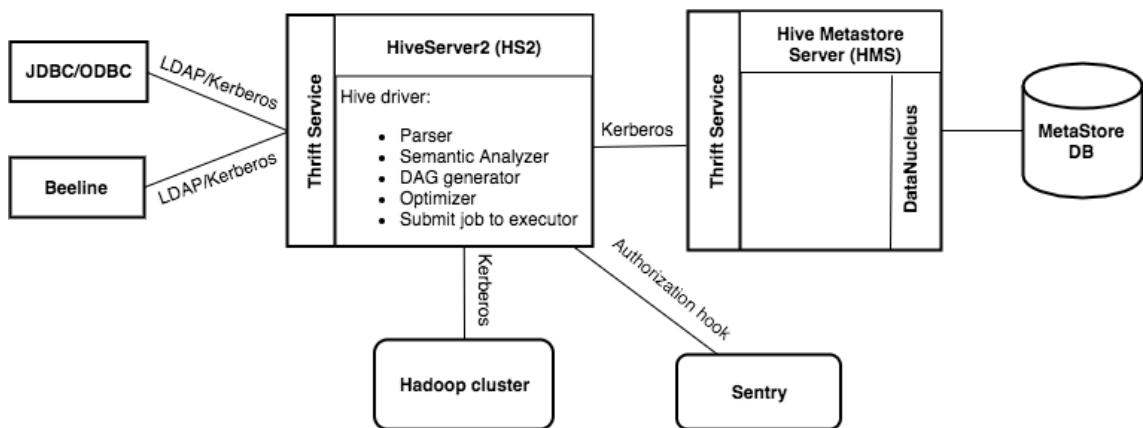 JDBC/ODBC
Beeline
LDAP/Kerberos
LDAP/Kerberos
Thrift Service
HiveServer2 (HS2)
Hive driver:
• Parser
• Semantic Analyzer
• DAG generator
• Optimizer
• Submit job to executor
Kerberos
Thrift Service
Hive Metastore
Server (HMS)
DataNucleus
MetaStore
DB
Kerberos
Hadoop cluster
Authorization hook
Sentry